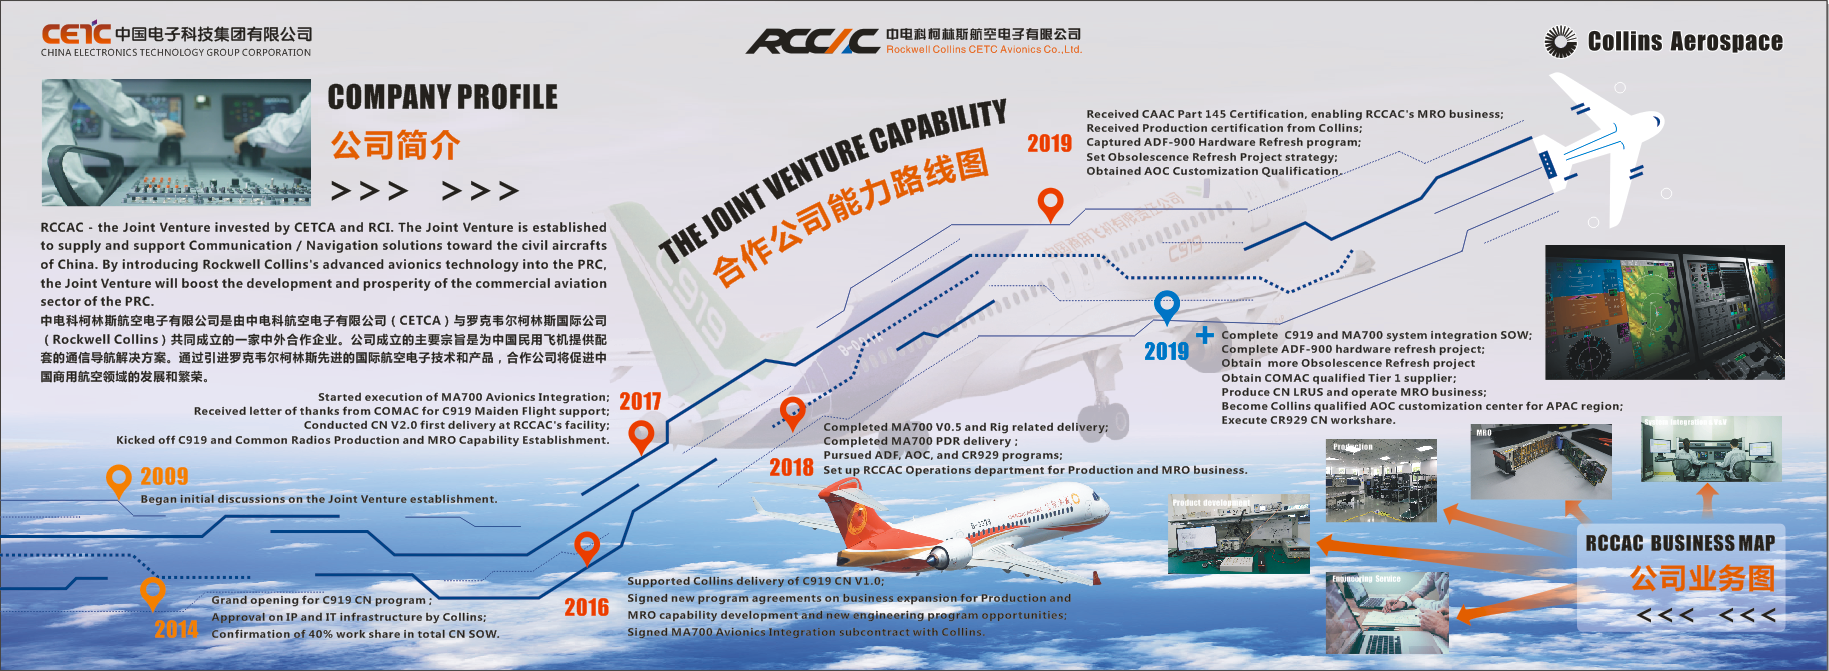 CETC 中国电子科技集团有限公司
CHINA ELECTRONICS TECHNOLOGY GROUP CORPORATION
RCCAC 中电科柯林斯航空电子有限公司
Rockwell Collins CETC Avionics Co.,Ltd.
Collins Aerospace
COMPANY PROFILE
公司简介
>>> >>>
RCCAC - the Joint Venture invested by CETCA and RCI. The Joint Venture is established
to supply and support Communication / Navigation solutions toward the civil aircrafts
of China. By introducing Rockwell Collins's advanced avionics technology into the PRC,
the Joint Venture will boost the development and prosperity of the commercial aviation
sector of the PRC.
中电科柯林斯航空电子有限公司是由中电科航空电子有限公司（CETCA）与罗克韦尔柯林斯国际公司
（Rockwell Collins）共同成立的一家中外合作企业。公司成立的主要宗旨是为中国民用飞机提供配
套的通信导航解决方案。通过引进罗克韦尔柯林斯先进的国际航空电子技术和产品，合作公司将促进中
国商用航空领域的发展和繁荣。
THE JOINT VENTURE CAPABILITY
合作公司能力路线图
2009
Began initial discussions on the Joint Venture establishment.
2014
Grand opening for C919 CN program ;
Approval on IP and IT infrastructure by Collins;
Confirmation of 40% work share in total CN SOW.
2016
Supported Collins delivery of C919 CN V1.0;
Signed new program agreements on business expansion for Production and
MRO capability development and new engineering program opportunities;
Signed MA700 Avionics Integration subcontract with Collins.
2017
Started execution of MA700 Avionics Integration;
Received letter of thanks from COMAC for C919 Maiden Flight support;
Conducted CN V2.0 first delivery at RCCAC's facility;
Kicked off C919 and Common Radios Production and MRO Capability Establishment.
2018
Completed MA700 V0.5 and Rig related delivery;
Completed MA700 PDR delivery ;
Pursued ADF, AOC, and CR929 programs;
Set up RCCAC Operations department for Production and MRO business.
2019
Received CAAC Part 145 Certification, enabling RCCAC's MRO business;
Received Production certification from Collins;
Captured ADF-900 Hardware Refresh program;
Set Obsolescence Refresh Project strategy;
Obtained AOC Customization Qualification.
2019 +
Complete C919 and MA700 system integration SOW;
Complete ADF-900 hardware refresh project;
Obtain more Obsolescence Refresh project
Obtain COMAC qualified Tier 1 supplier;
Produce CN LRUS and operate MRO business;
Become Collins qualified AOC customization center for APAC region;
Execute CR929 CN workshare.
C919
C919
Product development
Production
MRO
Engineering Service
RCCAC BUSINESS MAP
公司业务图
<<< <<<